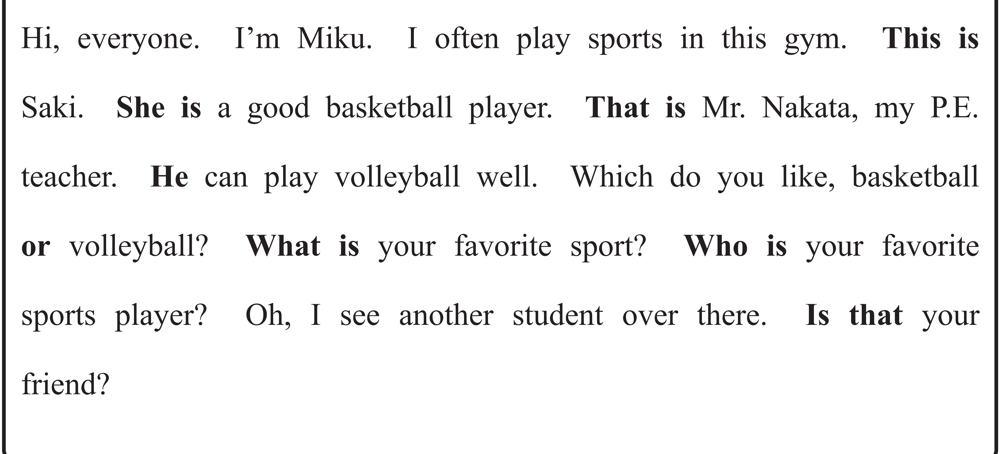 Hi, everyone. I’m Miku. I often play sports in this gym. This is
Saki. She is a good basketball player. That is Mr. Nakata, my P.E.
teacher. He can play volleyball well. Which do you like, basketball
or volleyball? What is your favorite sport? Who is your favorite
sports player? Oh, I see another student over there. Is that your
friend?